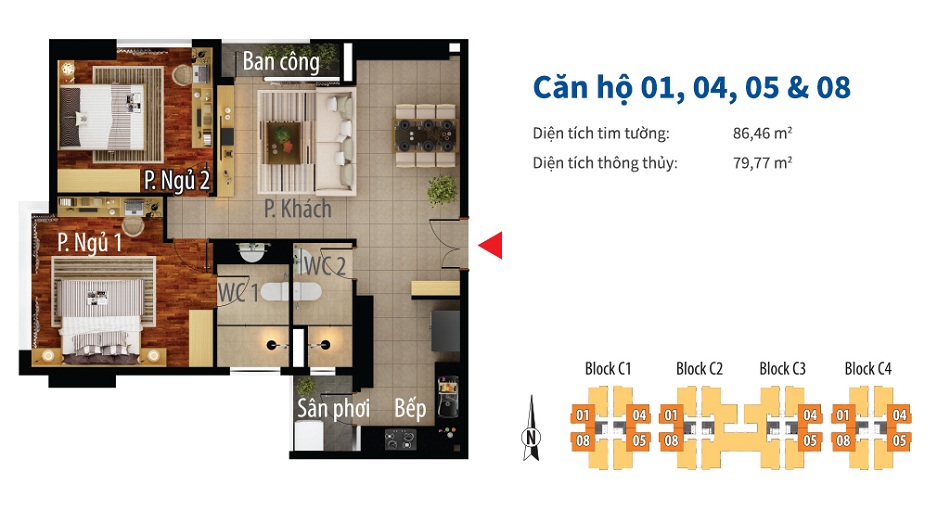 Ban công
P. Ngủ 2
P. Khách
P. Ngủ 1
WC 1
WC 2
Sân phơi
Bếp
Căn hộ 01, 04, 05 & 08
Diện tích tim tường: 86,46 m²
Diện tích thông thủy: 79,77 m²
N
Block C1 Block C2 Block C3 Block C4
01 04 01 04 01 04
08 05 08 05 08 05